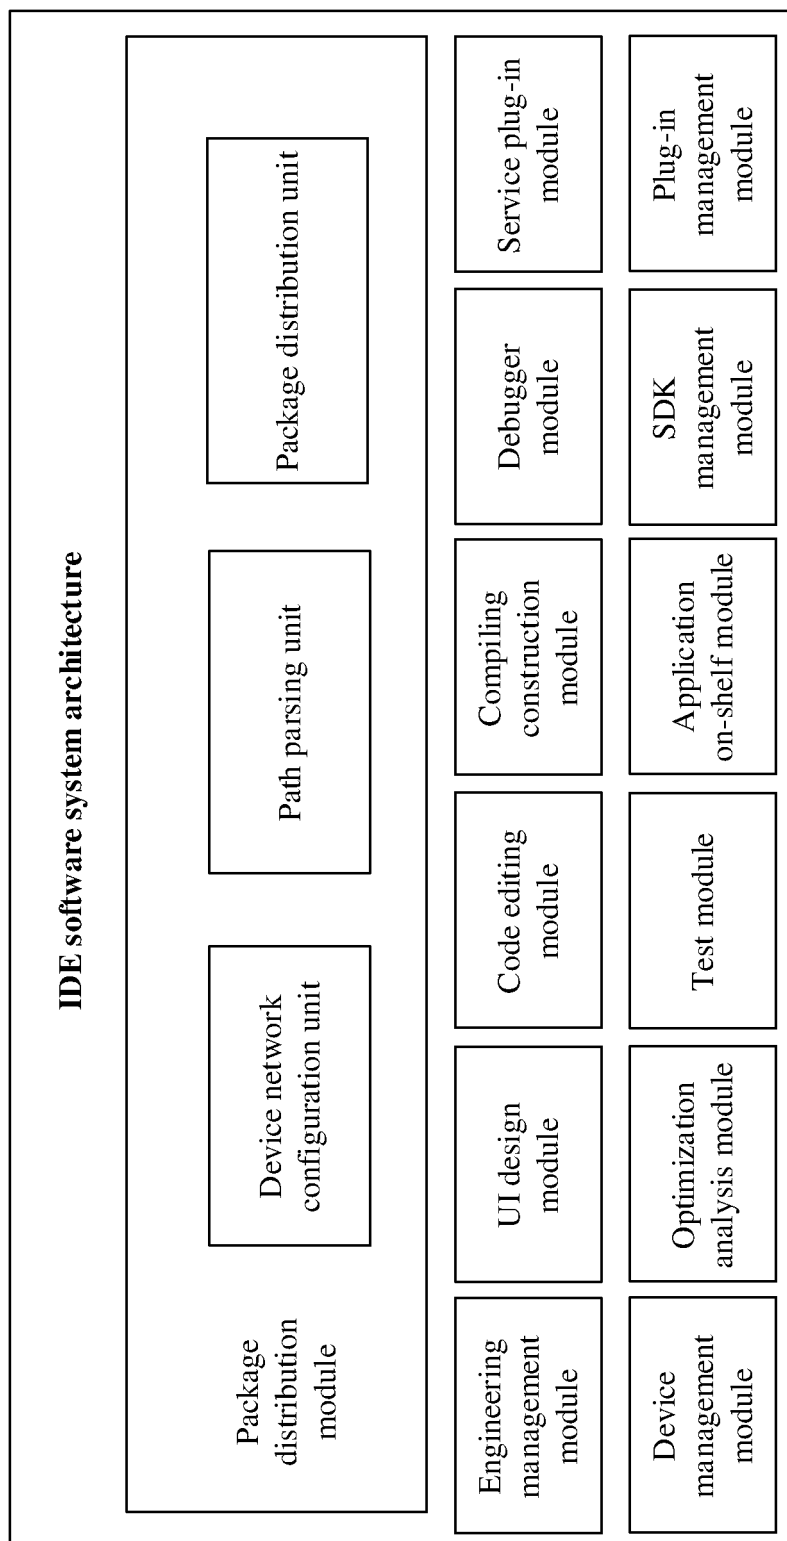 IDE software system architecture
Package
distribution
module
Device network
configuration unit
Path parsing unit
Package distribution unit
Engineering
management
module
UI design
module
Code editing
module
Compiling
construction
module
Debugger
module
Service plug-in
module
Device
management
module
Optimization
analysis module
Test module
Application
on-shelf module
SDK
management
module
Plug-in
management
module